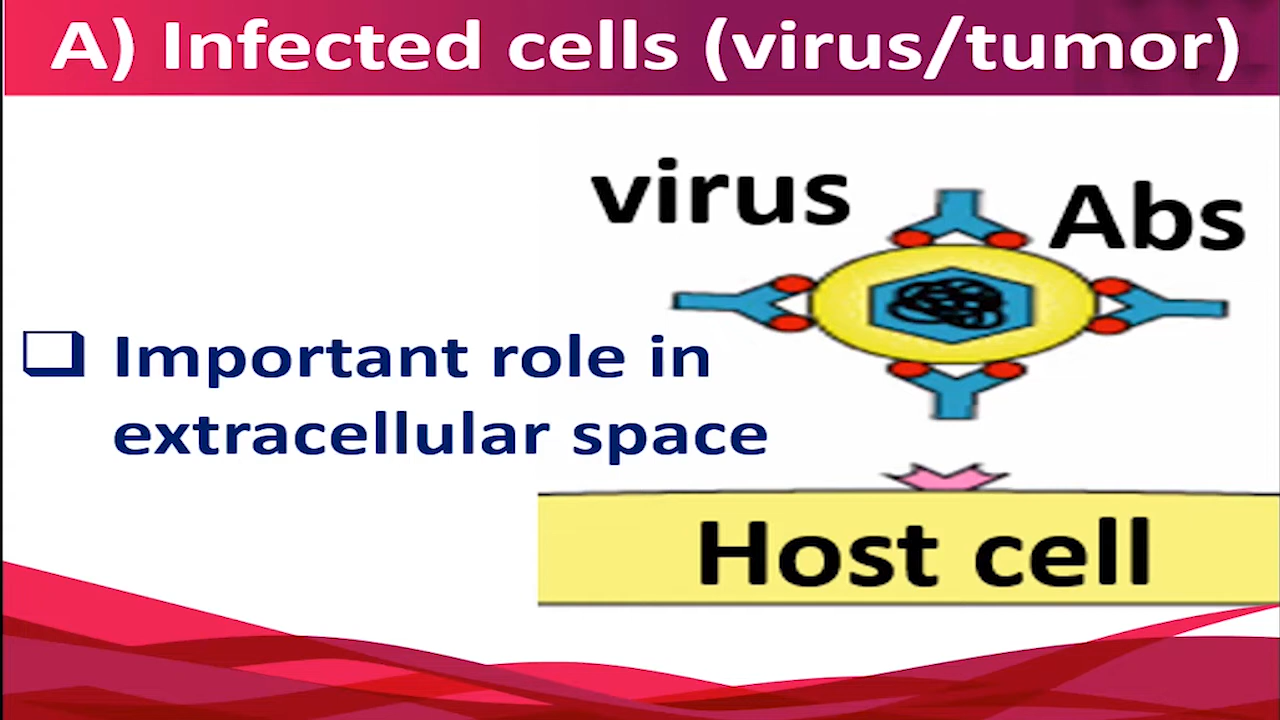 A) Infected cells (virus/tumor)
virus
Abs
❑ Important role in
extracellular space
Host cell